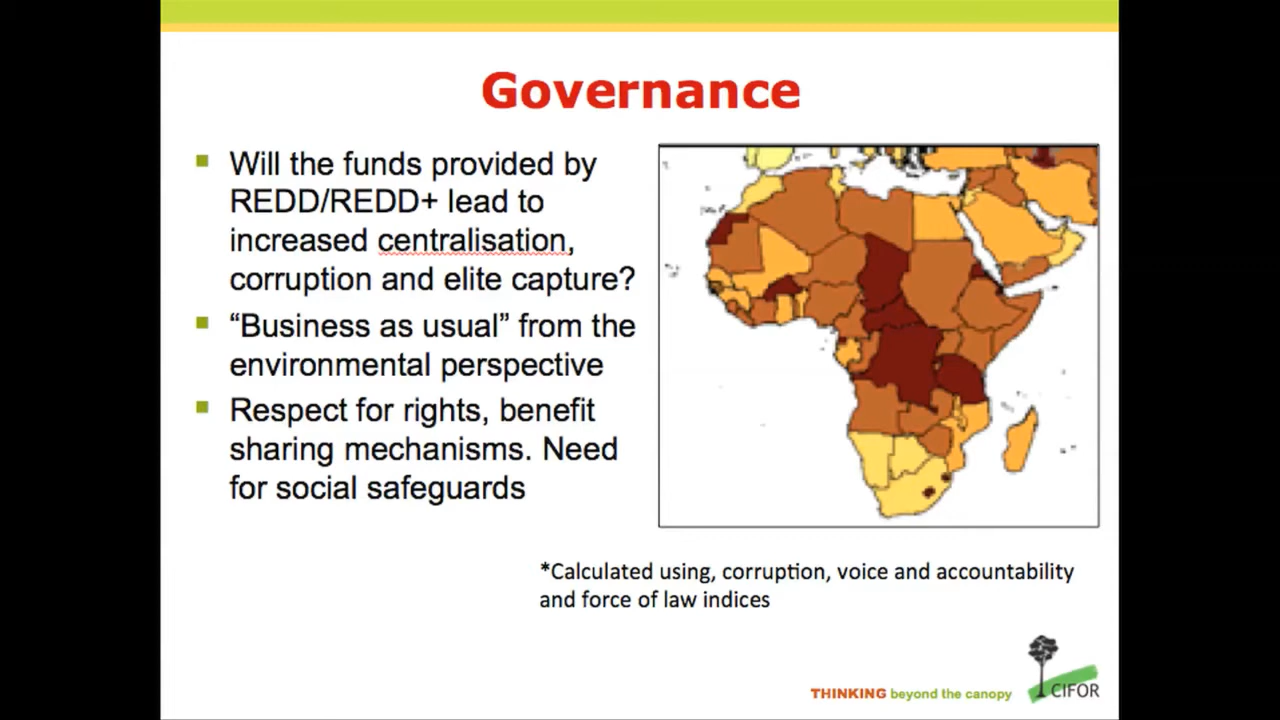 Governance
Will the funds provided by
REDD/REDD+ lead to
increased centralisation,
corruption and elite capture?
“Business as usual” from the
environmental perspective
Respect for rights, benefit
sharing mechanisms. Need
for social safeguards
*Calculated using, corruption, voice and accountability
and force of law indices
THINKING beyond the canopy
CIFOR